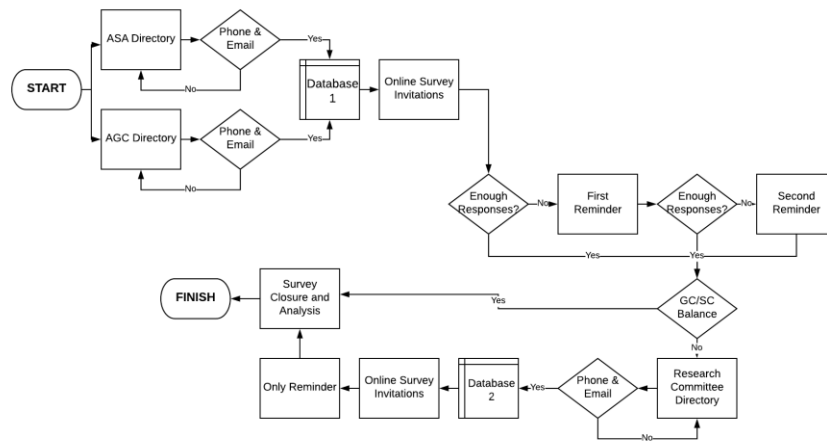 START
ASA Directory
Phone &
Email
Yes
No
AGC Directory
Phone &
Email
Yes
No
Database
1
Online Survey
Invitations
Enough
Responses?
No
First
Reminder
Enough
Responses?
No
Second
Reminder
Yes
Yes
GC/SC
Balance
Yes
No
Survey
Closure and
Analysis
FINISH
Research
Committee
Directory
Phone &
Email
No
Yes
Database
2
Online Survey
Invitations
Only Reminder